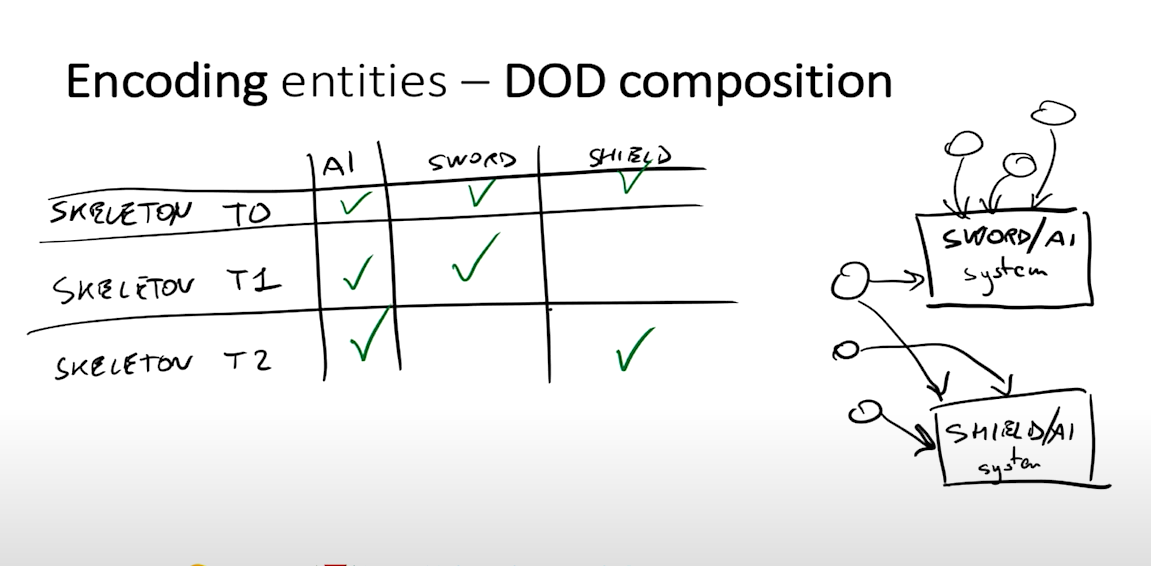 Encoding entities – DOD composition
AI SWORD SHIELD
SKELETON T0
SKELETON T1
SKELETON T2
SWORD/AI
system
SHIELD/AI
system